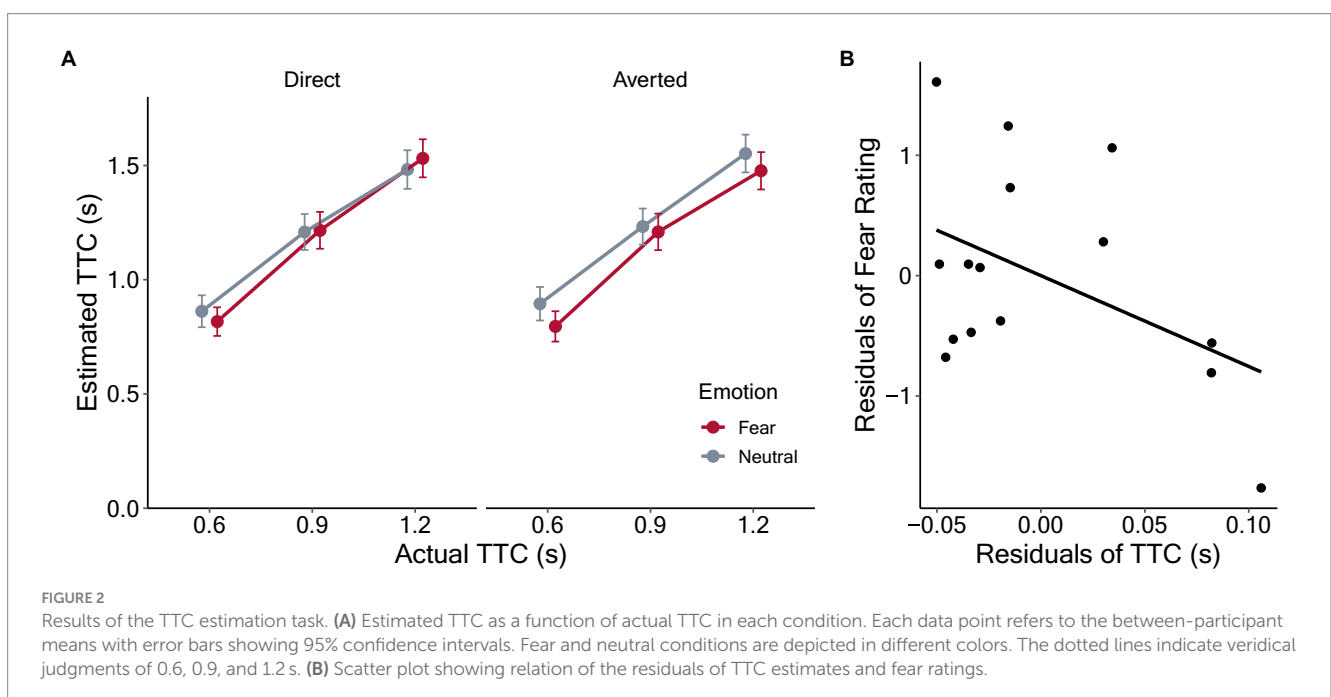 A
Direct
Averted
Estimated TTC (s)
1.5
1.0
0.5
0.0
Emotion
Fear
Neutral
0.6 0.9 1.2
0.6 0.9 1.2
Actual TTC (s)
B
Residuals of Fear Rating
1
0
−1
−0.05 0.00 0.05 0.10
Residuals of TTC (s)
FIGURE 2
Results of the TTC estimation task. (A) Estimated TTC as a function of actual TTC in each condition. Each data point refers to the between-participant
means with error bars showing 95% confidence intervals. Fear and neutral conditions are depicted in different colors. The dotted lines indicate veridical
judgments of 0.6, 0.9, and 1.2 s. (B) Scatter plot showing relation of the residuals of TTC estimates and fear ratings.